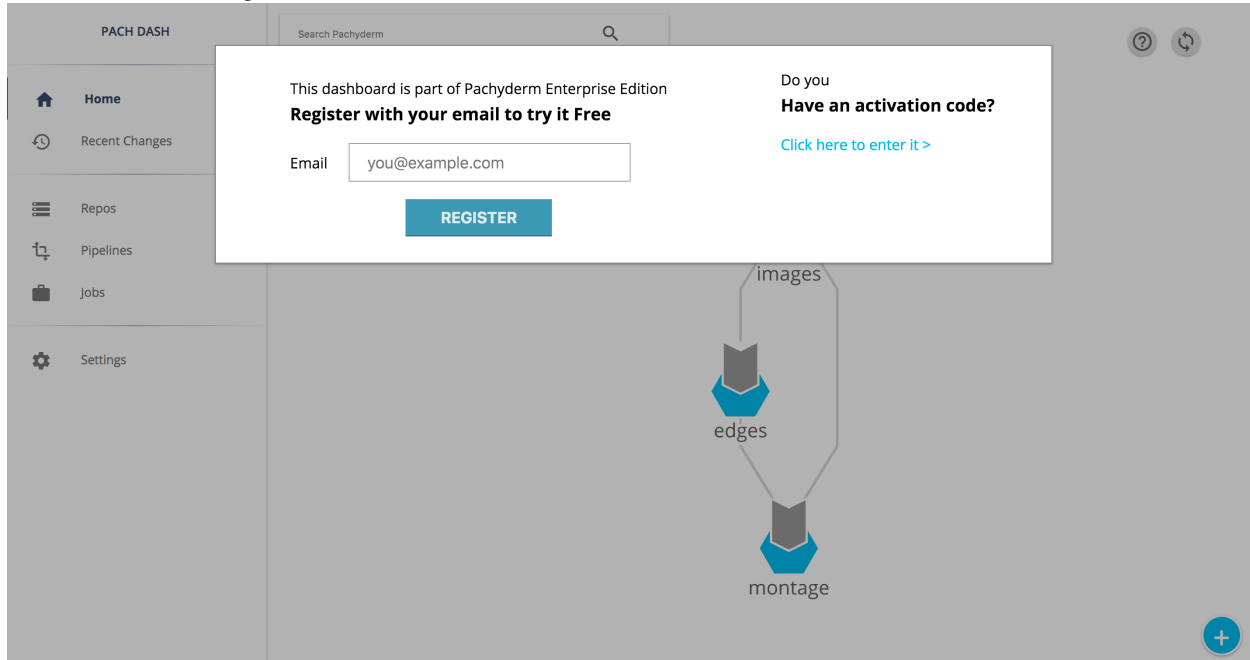 PACH DASH
Search Pachyderm
Home
Recent Changes
Repos
Pipelines
Jobs
Settings
This dashboard is part of Pachyderm Enterprise Edition
Register with your email to try it Free
Email
you@example.com
REGISTER
Do you
Have an activation code?
Click here to enter it >
images
edges
montage